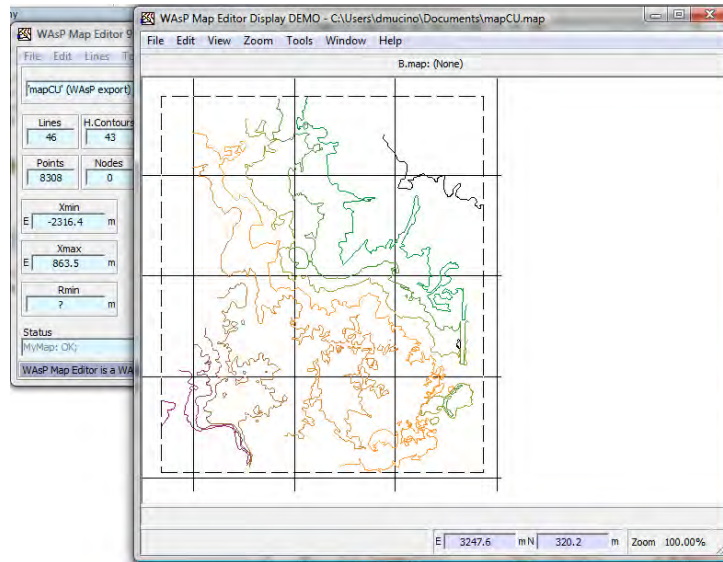 WAsP Map Editor 9
File Edit Lines
'mapCU' (WAsP export)
Lines H.Contours
46 43
Points Nodes
8308 0
Xmin
E -2316.4 m
Xmax
E 863.5 m
Rmin
? m
Status
MyMap: OK;
WAsP Map Editor is a WA
WAsP Map Editor Display DEMO - C:\Users\dmucino\Documents\mapCU.map
File Edit View Zoom Tools Window Help
B.map: (None)
E 3247.6 m N 320.2 m Zoom 100.00%